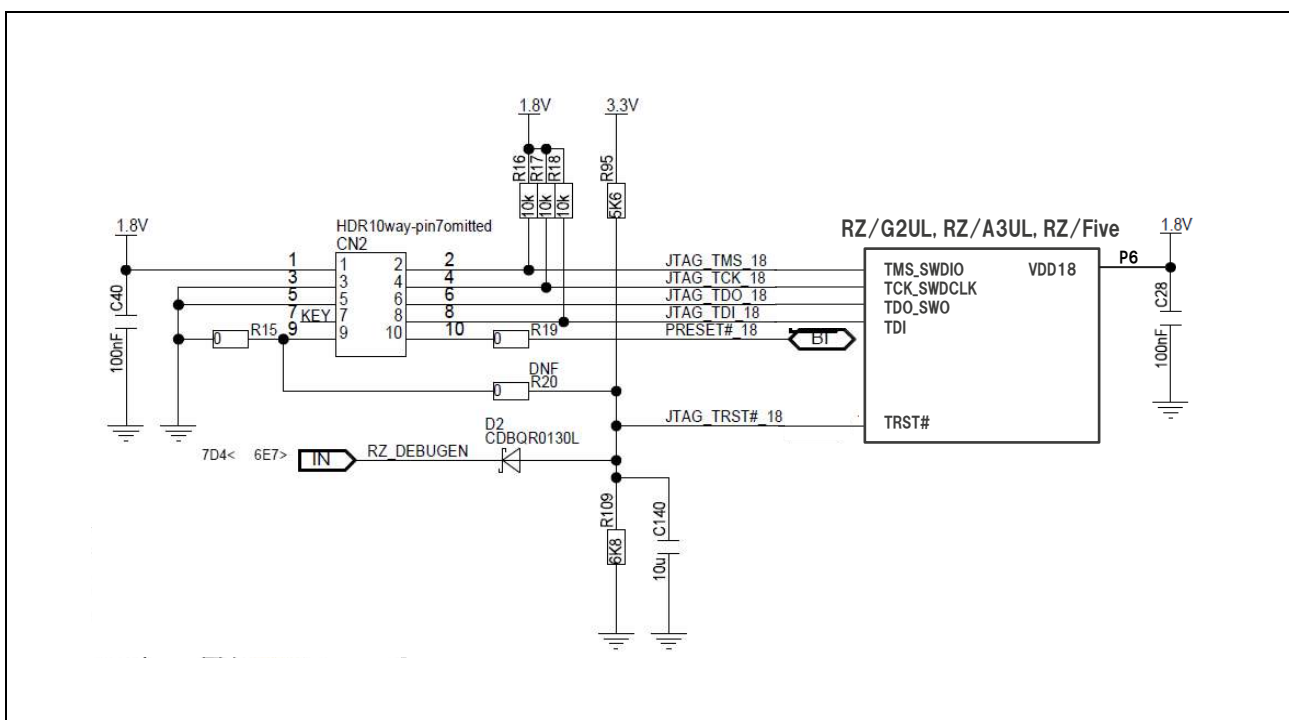 1.8V
3.3V
R16
R17
R18
R95
10k
10k
10k
5K6
1.8V
HDR10way-pin7omitted
CN2
RZ/G2UL, RZ/A3UL, RZ/Five
1.8V
1 1 2 2 JTAG_TMS_18 TMS_SWDIO VDD18 P6
3 3 4 4 JTAG_TCK_18 TCK_SWDCLK
5 5 6 6 JTAG_TDO_18 TDO_SWO
7 KEY 7 8 8 JTAG_TDI_18 TDI
9 9 10 10 R19 PRESET#_18 BI
C40
100nF
0 R15
0
C28
100nF
DNF
0 R20
D2
CDBQR0130L
JTAG_TRST#_18 TRST#
7D4< 6E7> IN RZ_DEBUGEN
R109
6K8
C140
10u